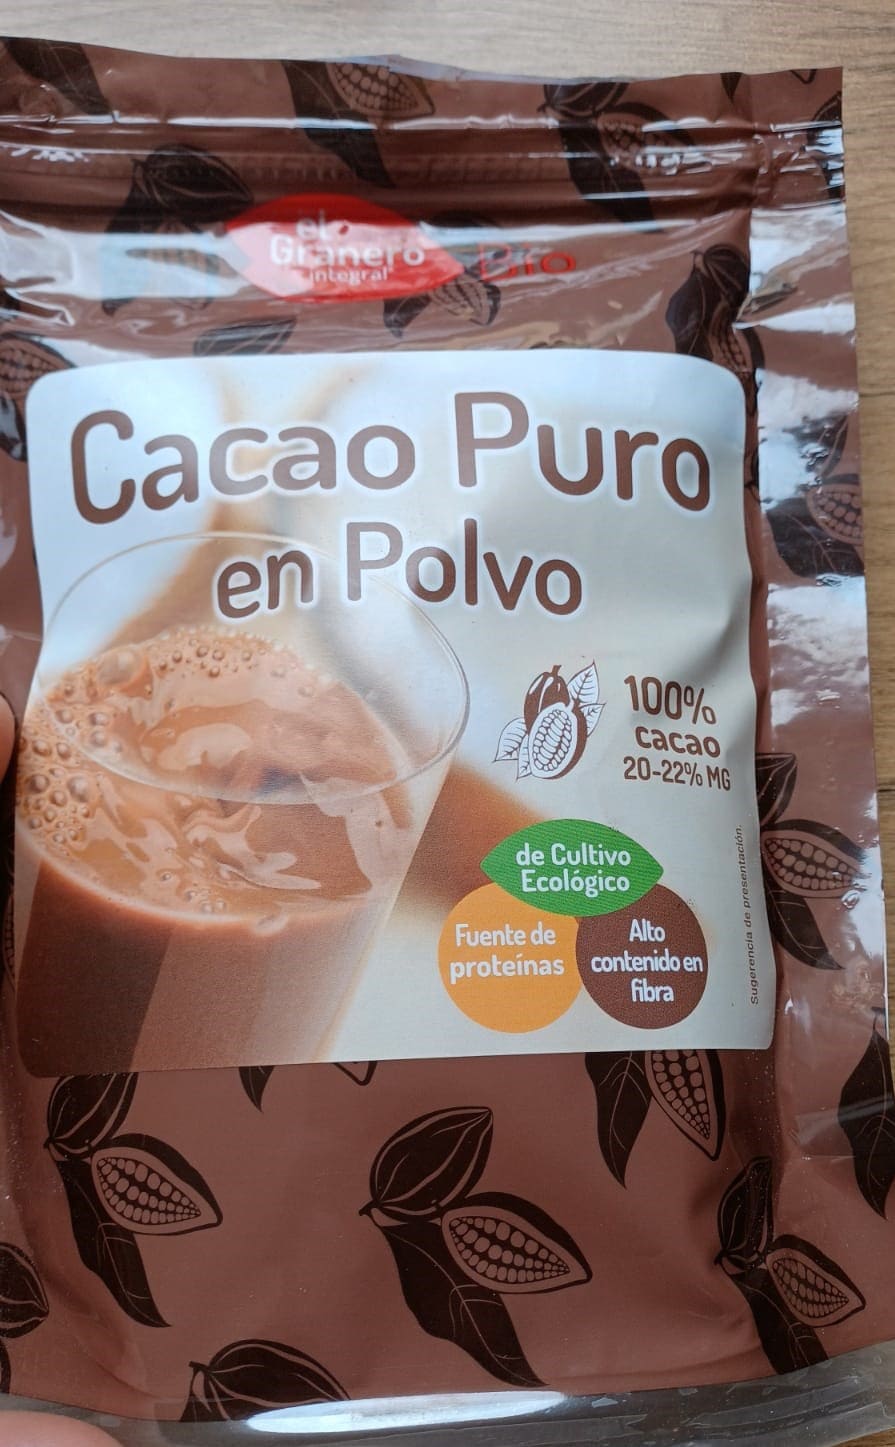 el
Granero
integral
Bio
Cacao Puro
en Polvo
100%
cacao
20-22% MG
de Cultivo
Ecológico
Fuente de
proteínas
Alto
contenido en
fibra
Sugerencia de presentación.